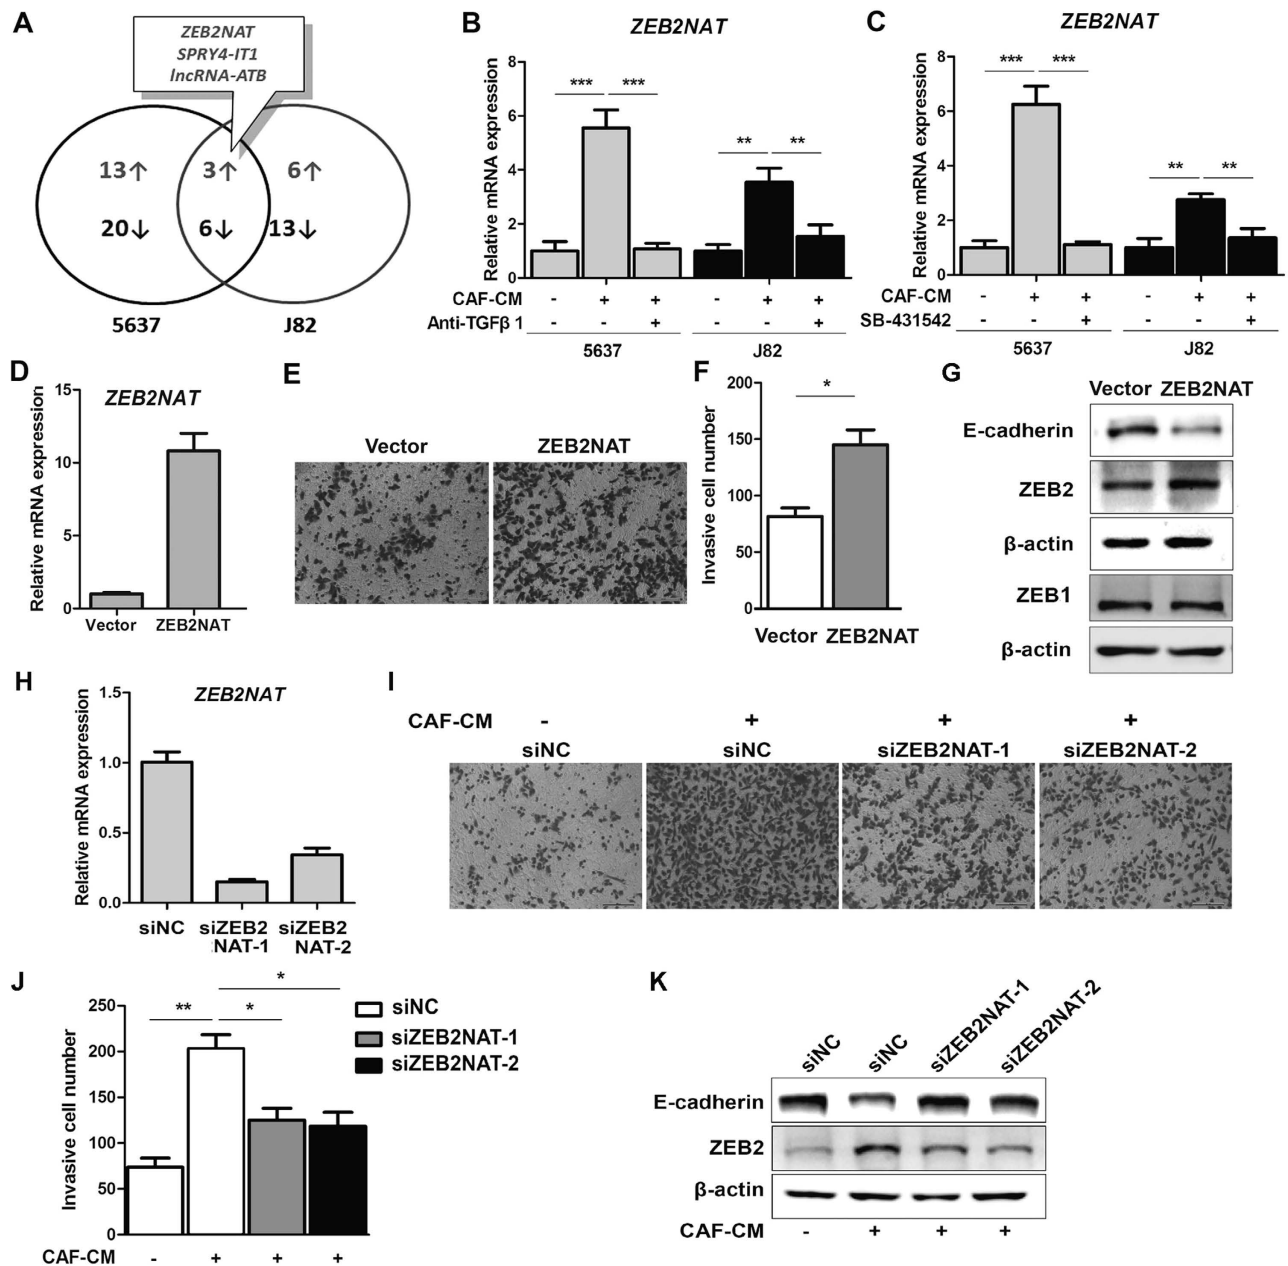 A
ZEB2NAT
SPRY4-IT1
lncRNA-ATB
13↑ 3↑ 6↑
20↓ 6↓ 13↓
5637 J82
B
ZEB2NAT
Relative mRNA expression
8
6
4
2
0
*** *** ** **
CAF-CM - + + - + +
Anti-TGFβ 1 - - + - - +
5637 J82
C
ZEB2NAT
Relative mRNA expression
8
6
4
2
0
*** *** ** **
CAF-CM - + + - + +
SB-431542 - - + - - +
5637 J82
D
ZEB2NAT
Relative mRNA expression
15
10
5
0
Vector ZEB2NAT
E
Vector ZEB2NAT
F
Invasive cell number
200
150
100
50
0
*
Vector ZEB2NAT
G
Vector ZEB2NAT
E-cadherin
ZEB2
β-actin
ZEB1
β-actin
H
ZEB2NAT
Relative mRNA expression
1.5
1.0
0.5
0.0
siNC siZEB2 siZEB2
NAT-1 NAT-2
I
CAF-CM - + + +
siNC siNC siZEB2NAT-1 siZEB2NAT-2
J
Invasive cell number
250
200
150
100
50
0
*
** *
siNC
siZEB2NAT-1
siZEB2NAT-2
CAF-CM - + + +
K
siNC siNC siZEB2NAT-1 siZEB2NAT-2
E-cadherin
ZEB2
β-actin
CAF-CM - + + +